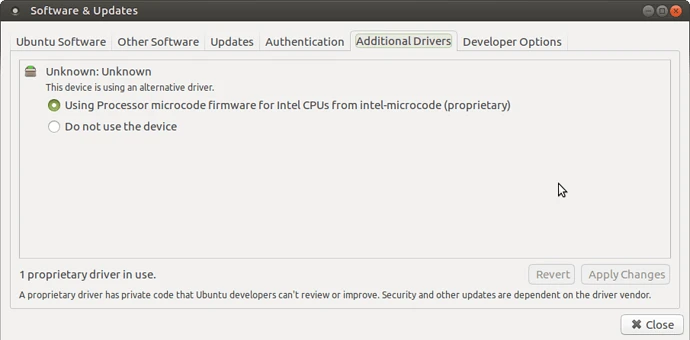 Software & Updates
Ubuntu Software Other Software Updates Authentication Additional Drivers Developer Options
Unknown: Unknown
This device is using an alternative driver.
Using Processor microcode firmware for Intel CPUs from intel-microcode (proprietary)
Do not use the device
1 proprietary driver in use. Revert Apply Changes
A proprietary driver has private code that Ubuntu developers can't review or improve. Security and other updates are dependent on the driver vendor.
Close